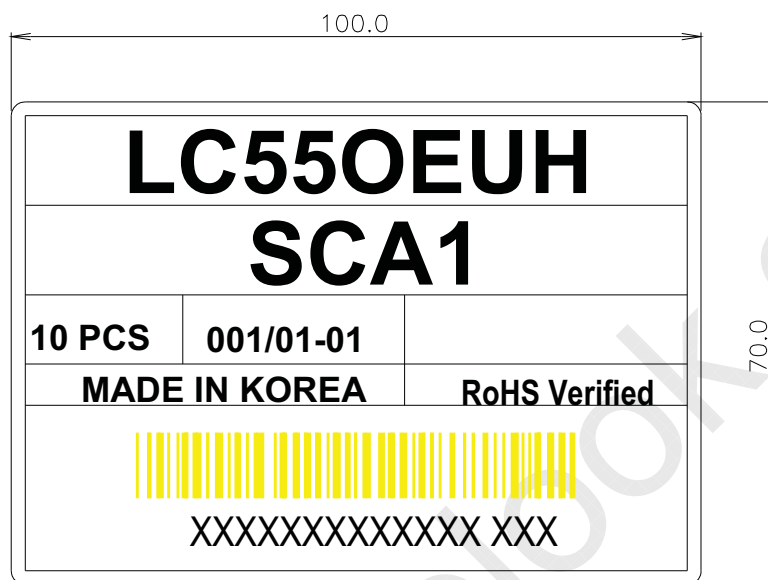 100.0
LC55OEUH
SCA1
10 PCS 001/01-01
70.0
MADE IN KOREA RoHS Verified
XXXXXXXXXXXXX XXX